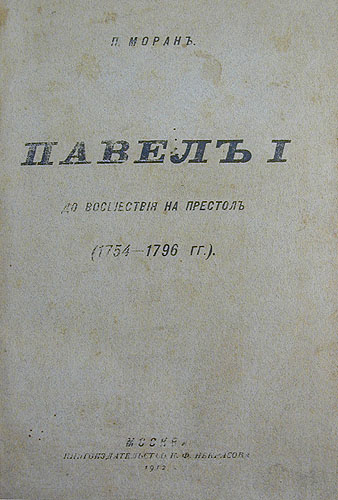 П. МОРАНЪ.
ПАВЕЛЪ I
ДО ВОСШЕСТВІЯ НА ПРЕСТОЛЪ
(1754—1796 ГГ.).
МОСКВА
КНИГОИЗДАТЕЛЬСТВО К. Ф. НЕКРАСОВА
1912